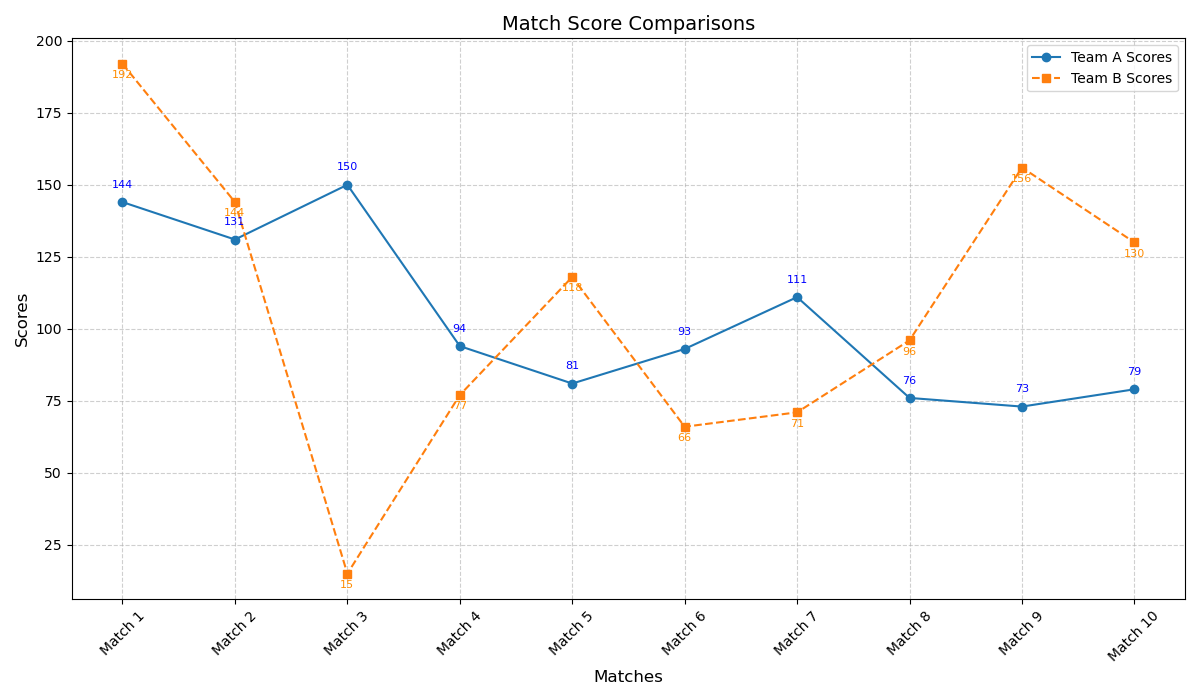 Match Score Comparisons
Team A Scores
Team B Scores
Scores
200
175
150
125
100
75
50
25
192
144
144
131
150
15
94
77
118
81
93
66
111
71
96
76
156
73
130
79
Match 1
Match 2
Match 3
Match 4
Match 5
Match 6
Match 7
Match 8
Match 9
Match 10
Matches